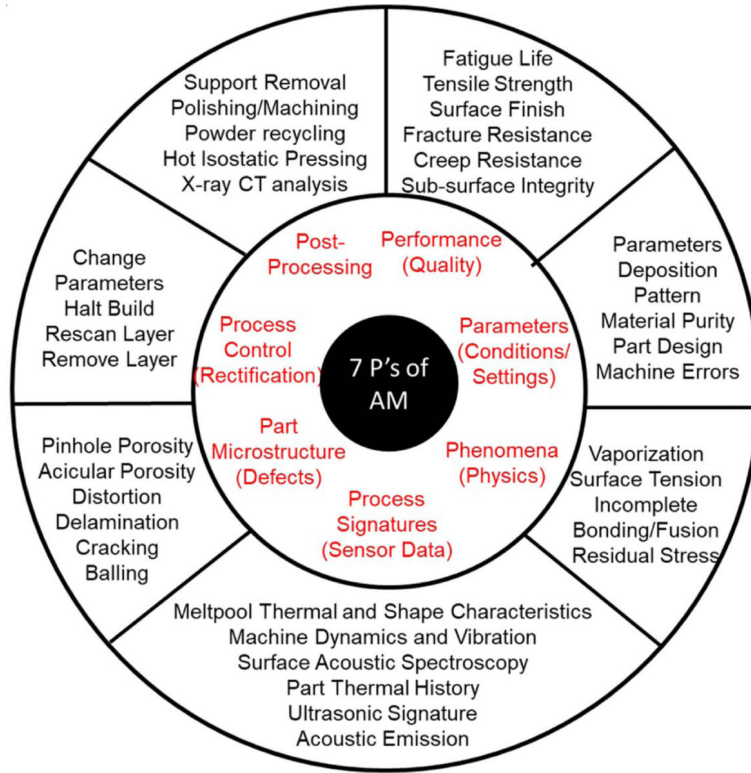 Support Removal
Polishing/Machining
Powder recycling
Hot Isostatic Pressing
X-ray CT analysis
Fatigue Life
Tensile Strength
Surface Finish
Fracture Resistance
Creep Resistance
Sub-surface Integrity
Parameters
Deposition
Pattern
Material Purity
Part Design
Machine Errors
Vaporization
Surface Tension
Incomplete
Bonding/Fusion
Residual Stress
Meltpool Thermal and Shape Characteristics
Machine Dynamics and Vibration
Surface Acoustic Spectroscopy
Part Thermal History
Ultrasonic Signature
Acoustic Emission
Pinhole Porosity
Acicular Porosity
Distortion
Delamination
Cracking
Balling
Change
Parameters
Halt Build
Rescan Layer
Remove Layer
Post-
Processing
Performance
(Quality)
Parameters
(Conditions/
Settings)
Phenomena
(Physics)
Process
Signatures
(Sensor Data)
Part
Microstructure
(Defects)
Process
Control
(Rectification)
7 P's of
AM